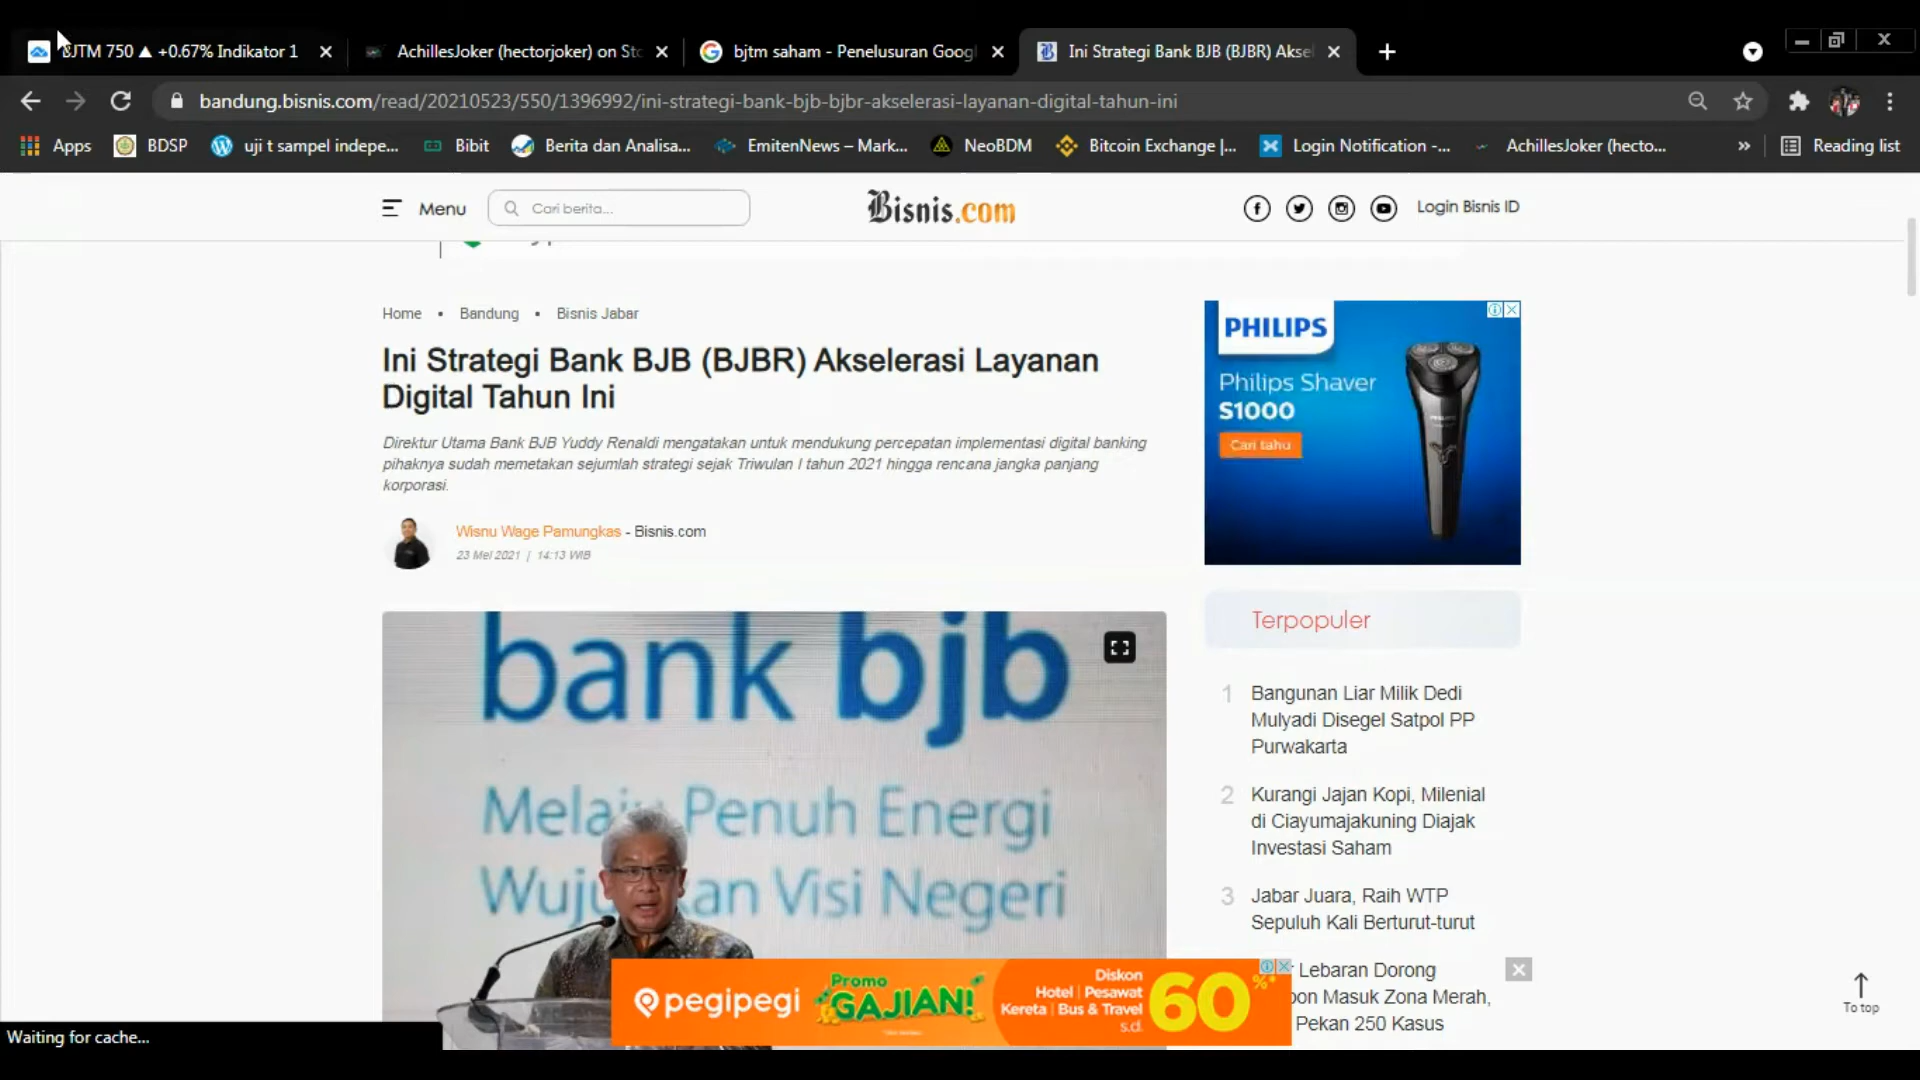 BJTM 750 ▲ +0.67% Indikator 1
AchillesJoker (hectorjoker) on Sto
bjtm saham - Penelusuran Goog
Ini Strategi Bank BJB (BJBR) Aksel
bandung.bisnis.com/read/20210523/550/1396992/ini-strategi-bank-bjb-bjbr-akselerasi-layanan-digital-tahun-ini
Apps
BDSP
uji t sampel indepe...
Bibit
Berita dan Analisa...
EmitenNews – Mark...
NeoBDM
Bitcoin Exchange |...
Login Notification -...
AchillesJoker (hecto...
»
Reading list
Menu
Cari berita...
Bisnis.com
Login Bisnis ID
Home • Bandung • Bisnis Jabar
Ini Strategi Bank BJB (BJBR) Akselerasi Layanan
Digital Tahun Ini
Direktur Utama Bank BJB Yuddy Renaldi mengatakan untuk mendukung percepatan implementasi digital banking
pihaknya sudah memetakan sejumlah strategi sejak Triwulan I tahun 2021 hingga rencana jangka panjang
korporasi.
Wisnu Wage Pamungkas - Bisnis.com
23 Mei 2021 | 14:13 WIB
bank bjb
Penuh Energi
Visi Negeri
PHILIPS
Philips Shaver
S1000
Cari tahu
Terpopuler
1 Bangunan Liar Milik Dedi
Mulyadi Disegel Satpol PP
Purwakarta
2 Kurangi Jajan Kopi, Milenial
di Ciayumajakuning Diajak
Investasi Saham
3 Jabar Juara, Raih WTP
Sepuluh Kali Berturut-turut
Lebaran Dorong
Masuk Zona Merah,
Pekan 250 Kasus
pegipegi
Promo
GAJIAN!
Diskon
Hotel | Pesawat
Kereta | Bus & Travel
s.d.
60%
To top
Waiting for cache...